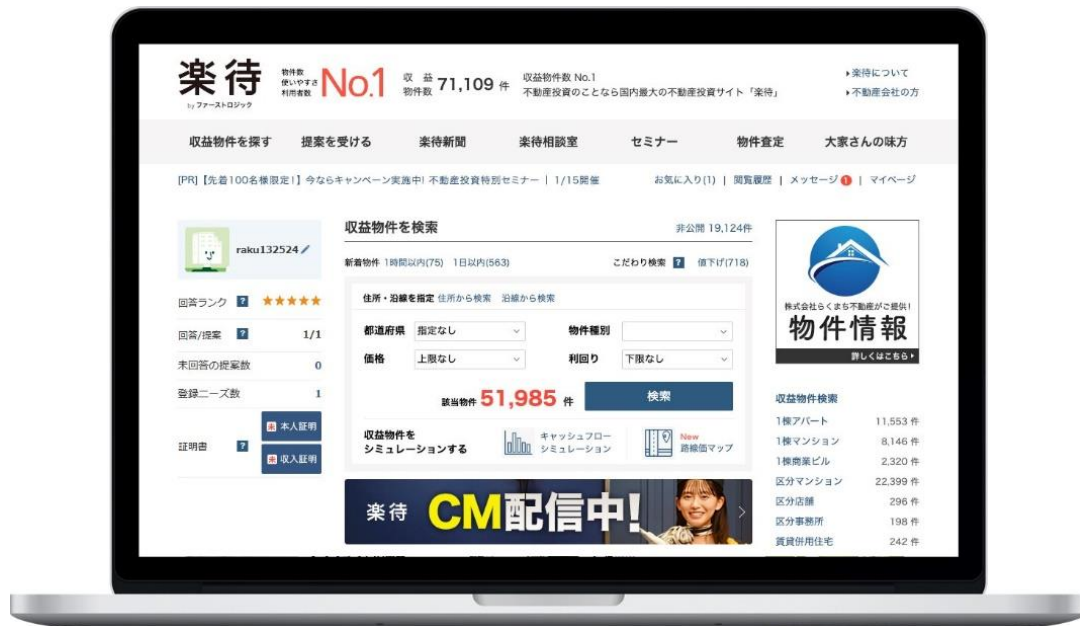 楽待
by ファーストロジック
物件数
使いやすさ
利用者数
No.1
収益
物件数
71,109 件
収益物件数 No.1
不動産投資のことなら国内最大の不動産投資サイト「楽待」
楽待について
不動産会社の方
収益物件を探す 提案を受ける 楽待新聞 楽待相談室 セミナー 物件査定 大家さんの味方
[PR]【先着100名様限定!】今ならキャンペーン実施中! 不動産投資特別セミナー | 1/15開催
お気に入り(1) | 閲覧履歴 | メッセージ 1 | マイページ
raku132524
回答ランク ? ★★★★★
回答/提案 ? 1/1
未回答の提案数 0
登録ニーズ数 1
証明書 ?
未 本人証明
未 収入証明
収益物件を検索
非公開 19,124件
新着物件 1時間以内(75) 1日以内(563)
こだわり検索 ? 値下げ(718)
住所・沿線を指定 住所から検索 沿線から検索
都道府県 指定なし 物件種別
価格 上限なし 利回り 下限なし
該当物件 51,985 件 検索
収益物件を
シミュレーションする
キャッシュフロー
シミュレーション
New
路線価マップ
楽待 CM配信中!
株式会社らくまち不動産がご提供!
物件情報
詳しくはこちら
収益物件検索
1棟アパート 11,553 件
1棟マンション 8,146 件
1棟商業ビル 2,320 件
区分マンション 22,399 件
区分店舗 296 件
区分事務所 198 件
賃貸併用住宅 242 件